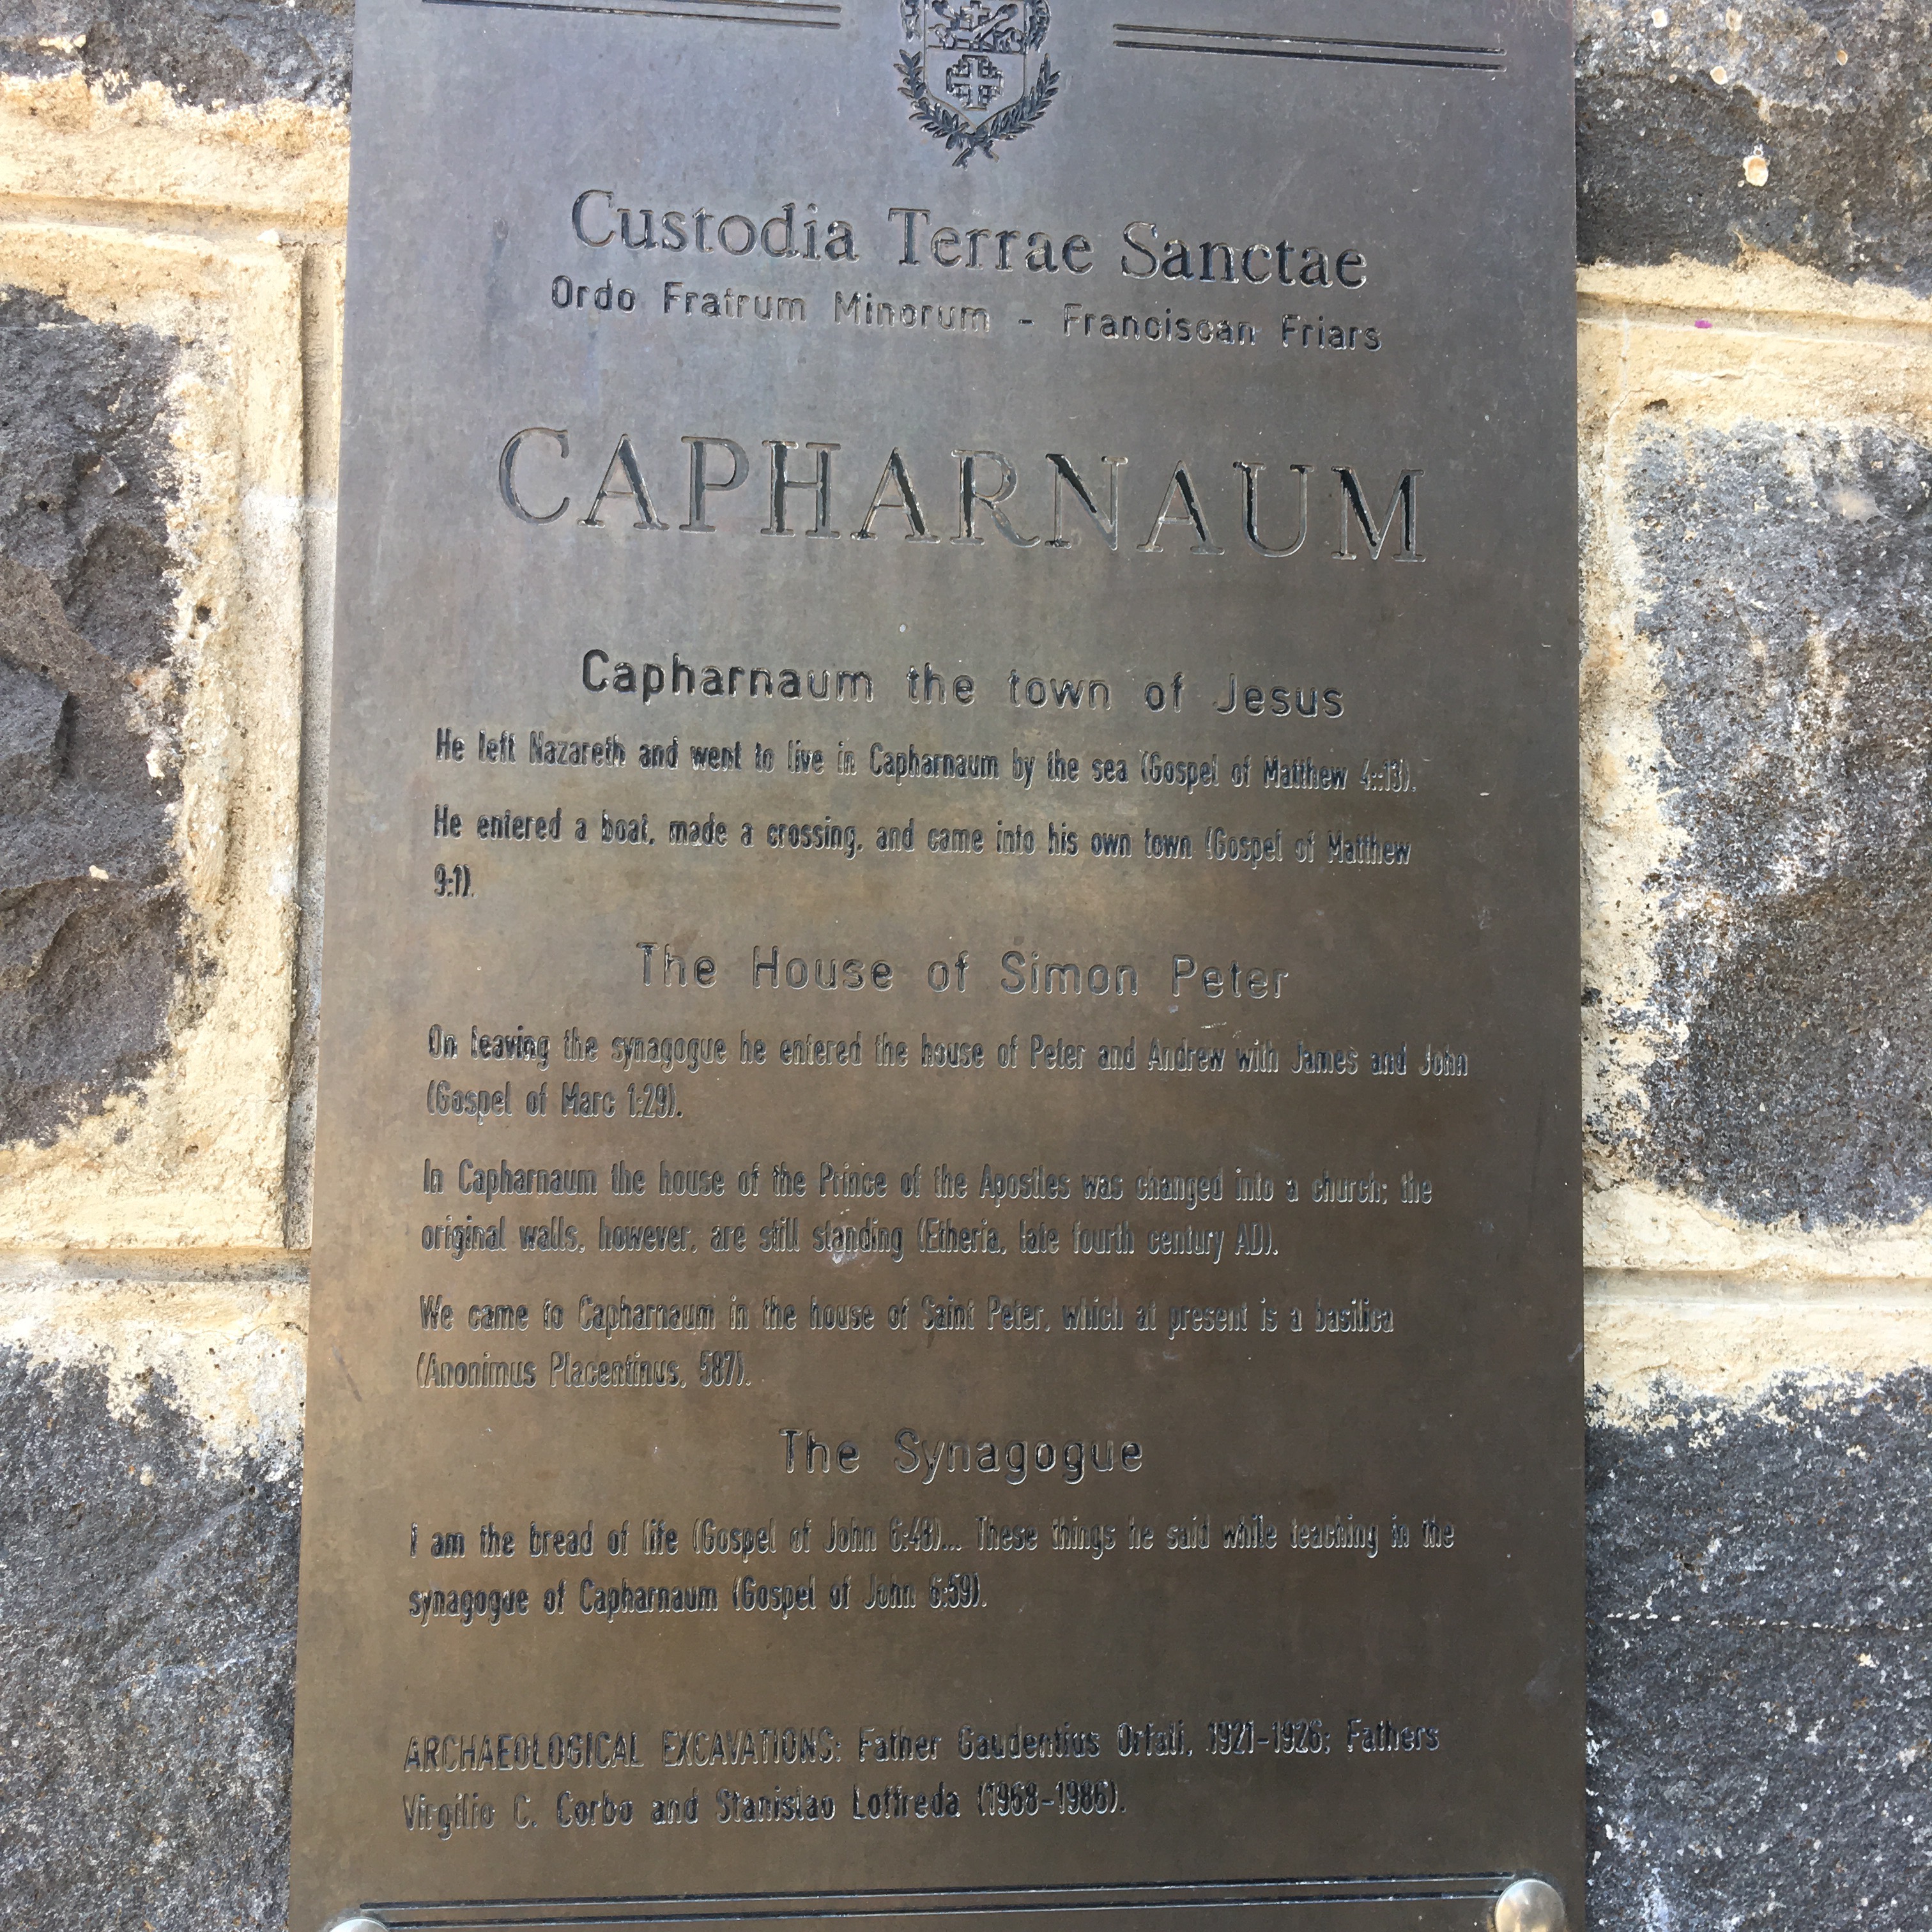 Custodia Terrae Sanctae
Ordo Fratrum Minorum - Franciscan Friars
CAPHARNAUM
Capharnaum the town of Jesus
He left Nazareth and went to live in Capharnaum by the sea (Gospel of Matthew 4:13).
He entered a boat, made a crossing, and came into his own town (Gospel of Matthew
9:1).
The House of Simon Peter
On leaving the synagogue he entered the house of Peter and Andrew with James and John
(Gospel of Marc 1:29).
In Capharnaum the house of the Prince of the Apostles was changed into a church; the
original walls, however, are still standing (Etheria, late fourth century AD).
We came to Capharnaum in the house of Saint Peter, which at present is a basilica
(Anonimus Placentinus, 587).
The Synagogue
I am the bread of life (Gospel of John 6:48)... These things he said while teaching in the
synagogue of Capharnaum (Gospel of John 6:59).
ARCHAEOLOGICAL EXCAVATIONS: Father Gaudentius Orfali, 1921-1926; Fathers
Virgilio C. Corbo and Stanislao Loffreda (1968-1986).